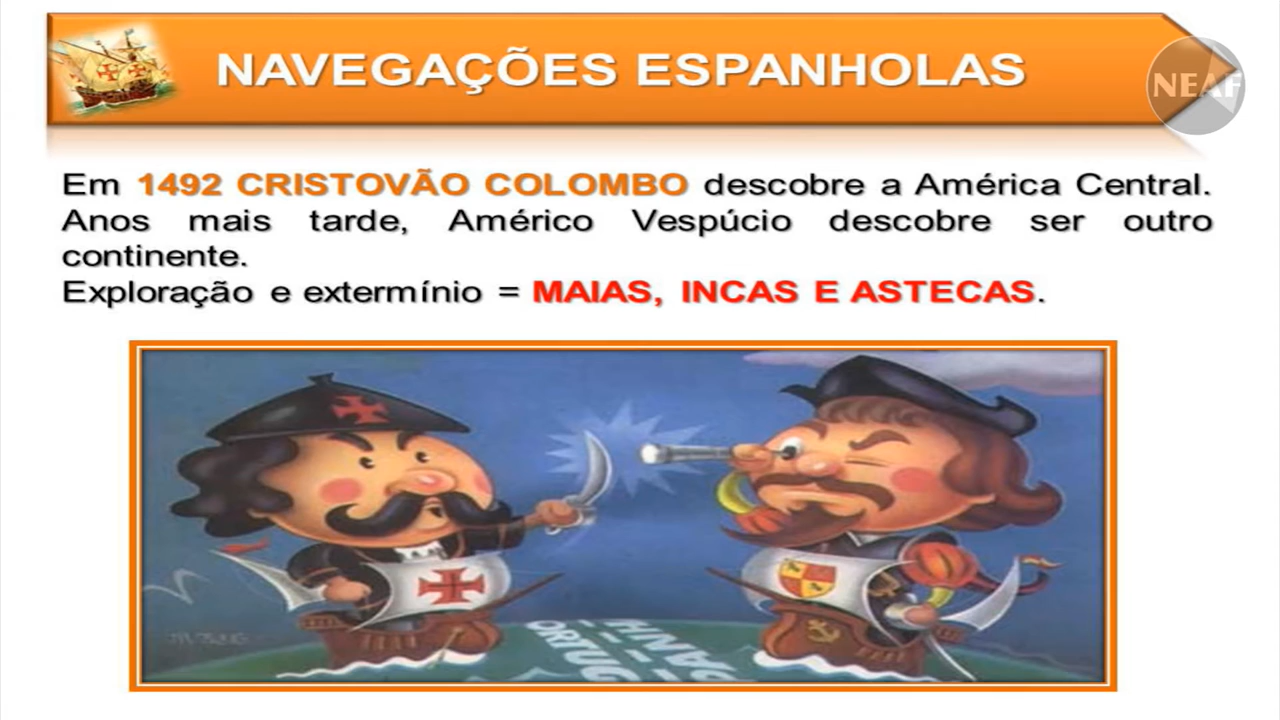 NAVEGAÇÕES ESPANHOLAS
NEAF
Em 1492 CRISTOVÃO COLOMBO descobre a América Central.
Anos mais tarde, Américo Vespúcio descobre ser outro
continente.
Exploração e extermínio = MAIAS, INCAS E ASTECAS.